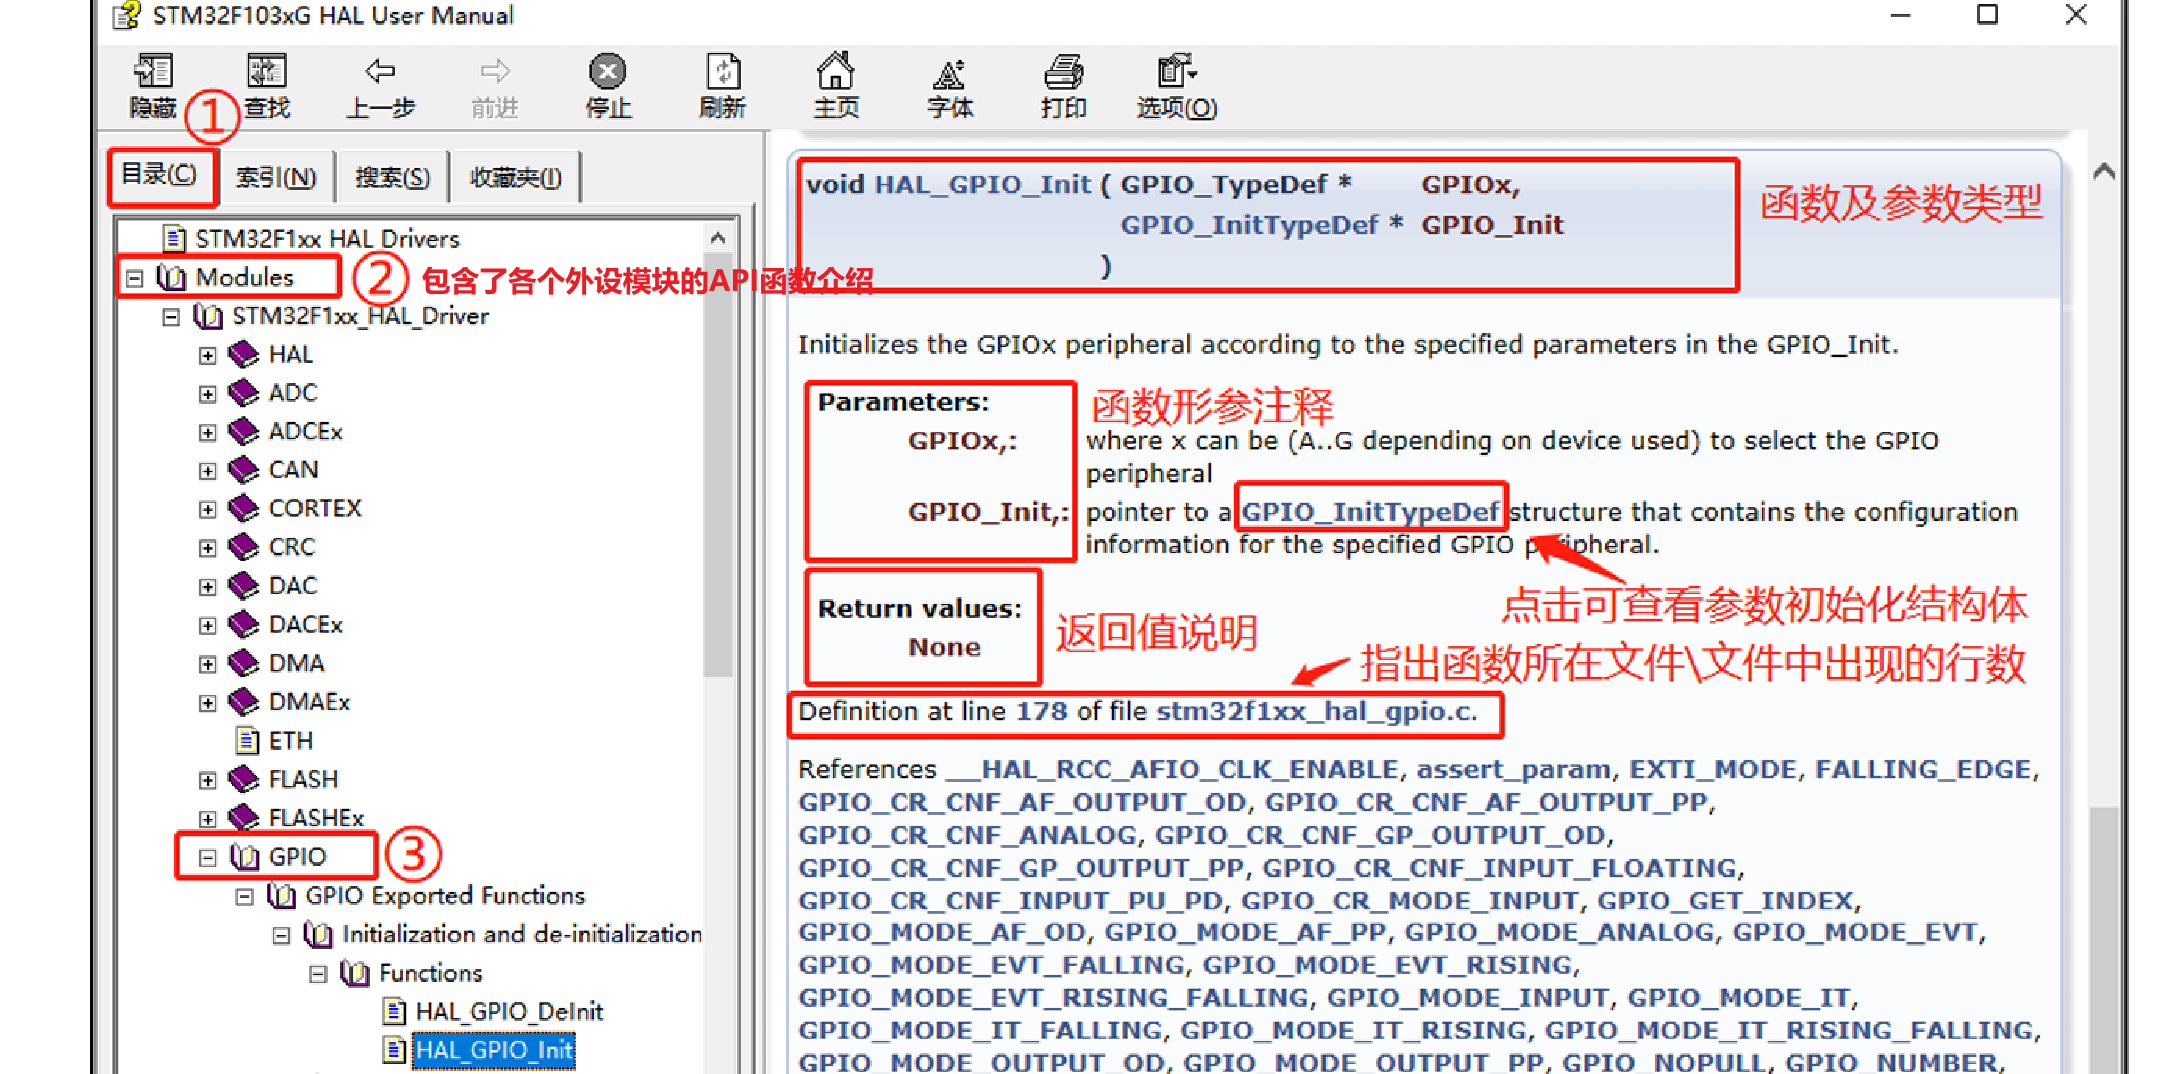 STM32F103xG HAL User Manual
隐藏 查找 上一步 前进 停止 刷新 主页 字体 打印 选项(O)
①
目录(C) 索引(N) 搜索(S) 收藏夹(I)
STM32F1xx HAL Drivers
Modules
② 包含了各个外设模块的API函数介绍
STM32F1xx_HAL_Driver
HAL
ADC
ADCEx
CAN
CORTEX
CRC
DAC
DACEx
DMA
DMAEx
ETH
FLASH
FLASHEx
GPIO
③
GPIO Exported Functions
Initialization and de-initialization
Functions
HAL_GPIO_DeInit
HAL_GPIO_Init
void HAL_GPIO_Init ( GPIO_TypeDef * GPIOx,
GPIO_InitTypeDef * GPIO_Init
)
函数及参数类型
Initializes the GPIOx peripheral according to the specified parameters in the GPIO_Init.
Parameters:
函数形参注释
GPIOx,: where x can be (A..G depending on device used) to select the GPIO
peripheral
GPIO_Init,: pointer to a GPIO_InitTypeDef structure that contains the configuration
information for the specified GPIO peripheral.
点击可查看参数初始化结构体
Return values:
None
返回值说明
指出函数所在文件\文件中出现的行数
Definition at line 178 of file stm32f1xx_hal_gpio.c.
References __HAL_RCC_AFIO_CLK_ENABLE, assert_param, EXTI_MODE, FALLING_EDGE,
GPIO_CR_CNF_AF_OUTPUT_OD, GPIO_CR_CNF_AF_OUTPUT_PP,
GPIO_CR_CNF_ANALOG, GPIO_CR_CNF_GP_OUTPUT_OD,
GPIO_CR_CNF_GP_OUTPUT_PP, GPIO_CR_CNF_INPUT_FLOATING,
GPIO_CR_CNF_INPUT_PU_PD, GPIO_CR_MODE_INPUT, GPIO_GET_INDEX,
GPIO_MODE_AF_OD, GPIO_MODE_AF_PP, GPIO_MODE_ANALOG, GPIO_MODE_EVT,
GPIO_MODE_EVT_FALLING, GPIO_MODE_EVT_RISING,
GPIO_MODE_EVT_RISING_FALLING, GPIO_MODE_INPUT, GPIO_MODE_IT,
GPIO_MODE_IT_FALLING, GPIO_MODE_IT_RISING, GPIO_MODE_IT_RISING_FALLING,
GPIO_MODE_OUTPUT_OD, GPIO_MODE_OUTPUT_PP, GPIO_NOPULL, GPIO_NUMBER,